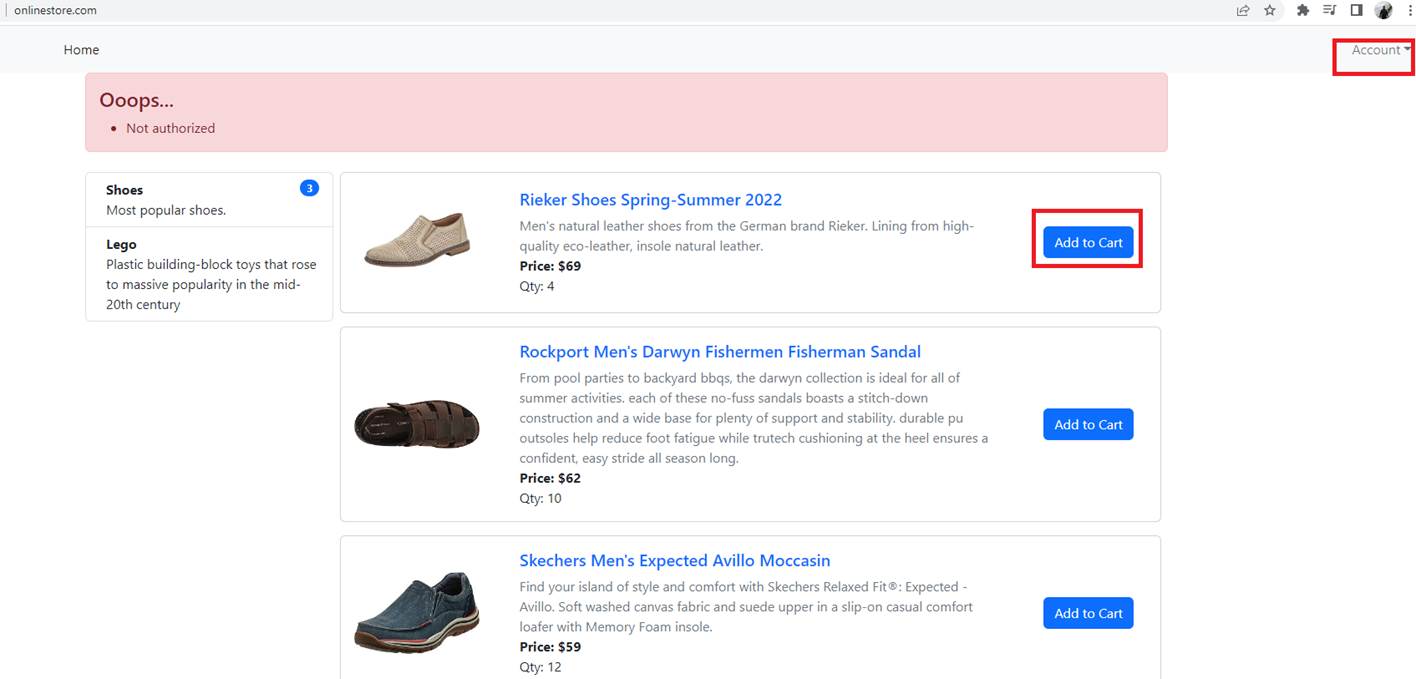 onlinestore.com
Home
Account
Ooops...
Not authorized
Shoes
3
Most popular shoes.
Lego
Plastic building-block toys that rose
to massive popularity in the mid-
20th century
Rieker Shoes Spring-Summer 2022
Men's natural leather shoes from the German brand Rieker. Lining from high-
quality eco-leather, insole natural leather.
Price: $69
Qty: 4
Add to Cart
Rockport Men's Darwyn Fishermen Fisherman Sandal
From pool parties to backyard bbqs, the darwyn collection is ideal for all of
summer activities. each of these no-fuss sandals boasts a stitch-down
construction and a wide base for plenty of support and stability. durable pu
outsoles help reduce foot fatigue while trutech cushioning at the heel ensures a
confident, easy stride all season long.
Price: $62
Qty: 10
Add to Cart
Skechers Men's Expected Avillo Moccasin
Find your island of style and comfort with Skechers Relaxed Fit®: Expected -
Avillo. Soft washed canvas fabric and suede upper in a slip-on casual comfort
loafer with Memory Foam insole.
Price: $59
Qty: 12
Add to Cart